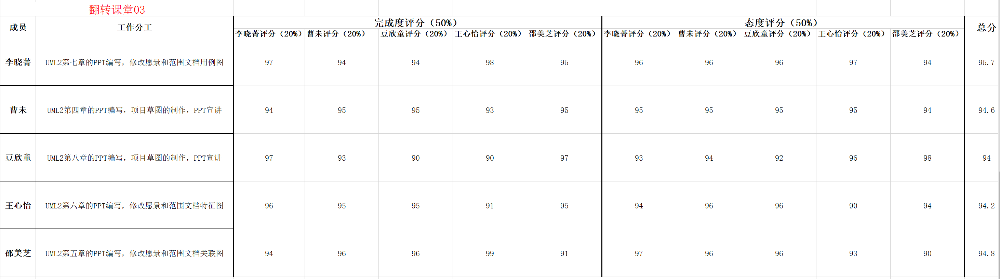 翻转课堂03
成员 工作分工 完成度评分（50%） 态度评分（50%） 总分
李晓菁评分（20%） 曹未评分（20%） 豆欣童评分（20%） 王心怡评分（20%） 邵美芝评分（20%） 李晓菁评分（20%） 曹未评分（20%） 豆欣童评分（20%） 王心怡评分（20%） 邵美芝评分（20%）
李晓菁 UML2第七章的PPT编写，修改愿景和范围文档用例图 97 94 94 98 95 96 96 96 97 94 95.7
曹未 UML2第四章的PPT编写，项目草图的制作，PPT宣讲 94 95 95 93 95 95 95 95 95 94 94.6
豆欣童 UML2第八章的PPT编写，项目草图的制作，PPT宣讲 97 93 90 90 97 93 94 92 96 98 94
王心怡 UML2第六章的PPT编写，修改愿景和范围文档特征图 96 95 95 91 95 94 96 96 90 94 94.2
邵美芝 UML2第五章的PPT编写，修改愿景和范围文档关联图 94 96 96 99 91 97 96 96 93 90 94.8